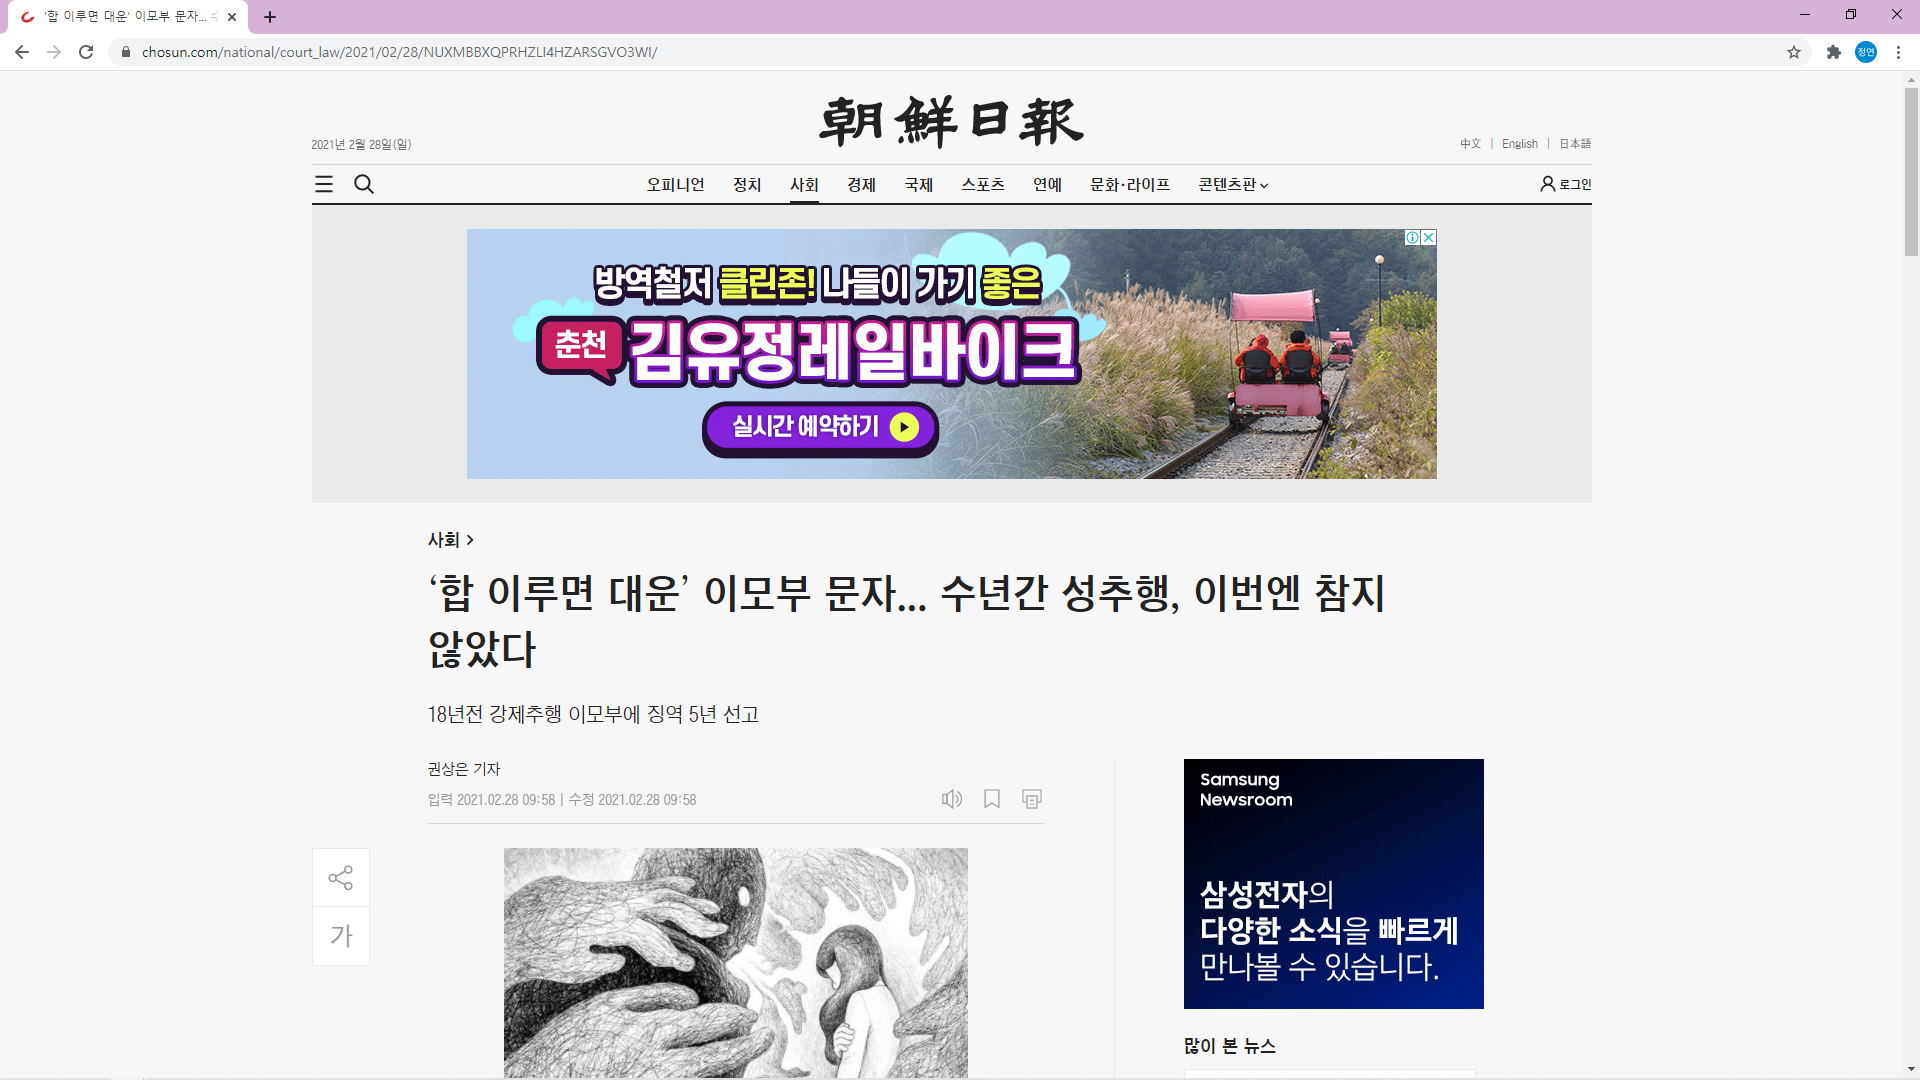 ‘합 이루면 대운’ 이모부 문자...
chosun.com/national/court_law/2021/02/28/NUXMBBXQPRHZLI4HZARSGVO3WI/
정연
朝鮮日報
2021년 2월 28일(일)
中文 | English | 日本語
오피니언 정치 사회 경제 국제 스포츠 연예 문화·라이프 콘텐츠판
로그인
방역철저 클린존! 나들이 가기 좋은
춘천 김유정레일바이크
실시간 예약하기
사회 >
‘합 이루면 대운’ 이모부 문자... 수년간 성추행, 이번엔 참지
않았다
18년전 강제추행 이모부에 징역 5년 선고
권상은 기자
입력 2021.02.28 09:58 | 수정 2021.02.28 09:58
가
Samsung
Newsroom
삼성전자의
다양한 소식을 빠르게
만나볼 수 있습니다.
많이 본 뉴스